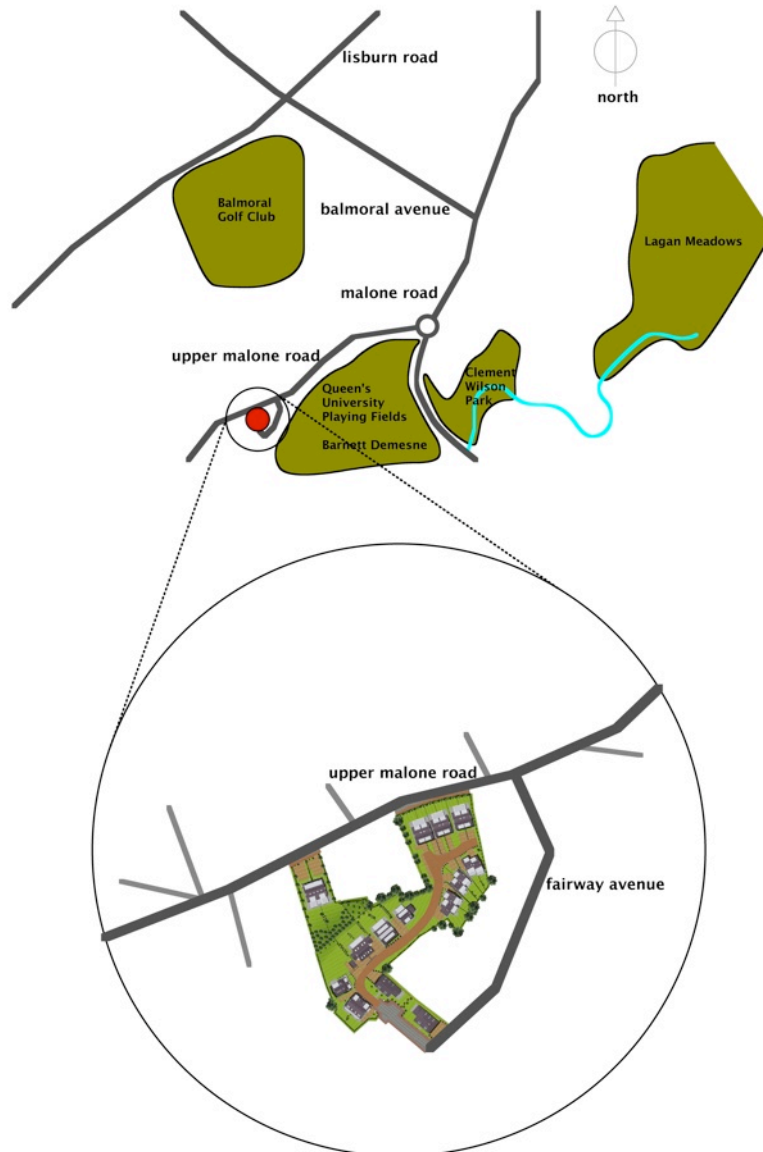 lisburn road
north
Balmoral
Golf Club
balmoral avenue
Lagan Meadows
malone road
upper malone road
Clement
Wilson
Park
Queen's
University
Playing Fields
Barnett Demesne
upper malone road
fairway avenue